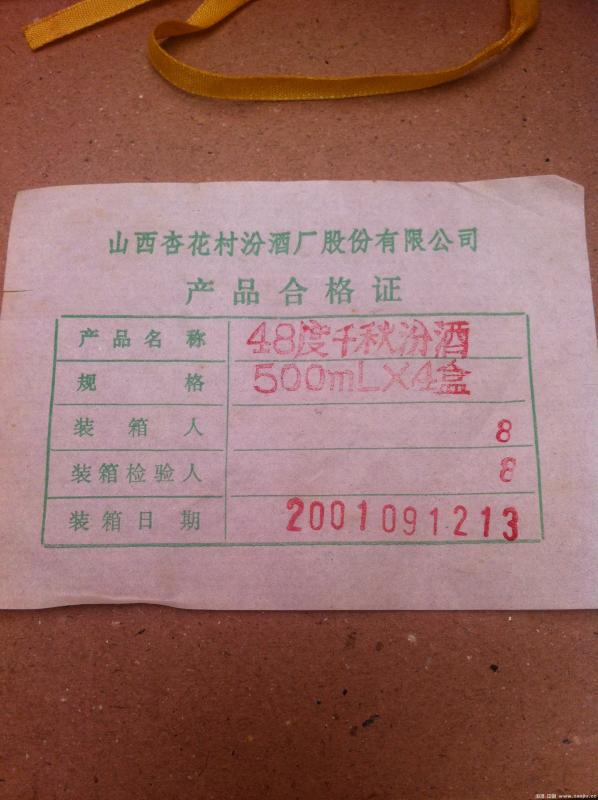 山西杏花村汾酒厂股份有限公司
产品合格证
产品名称 48度千秋汾酒
规格 500mL×4盒
装箱人 8
装箱检验人 8
装箱日期 2001091213